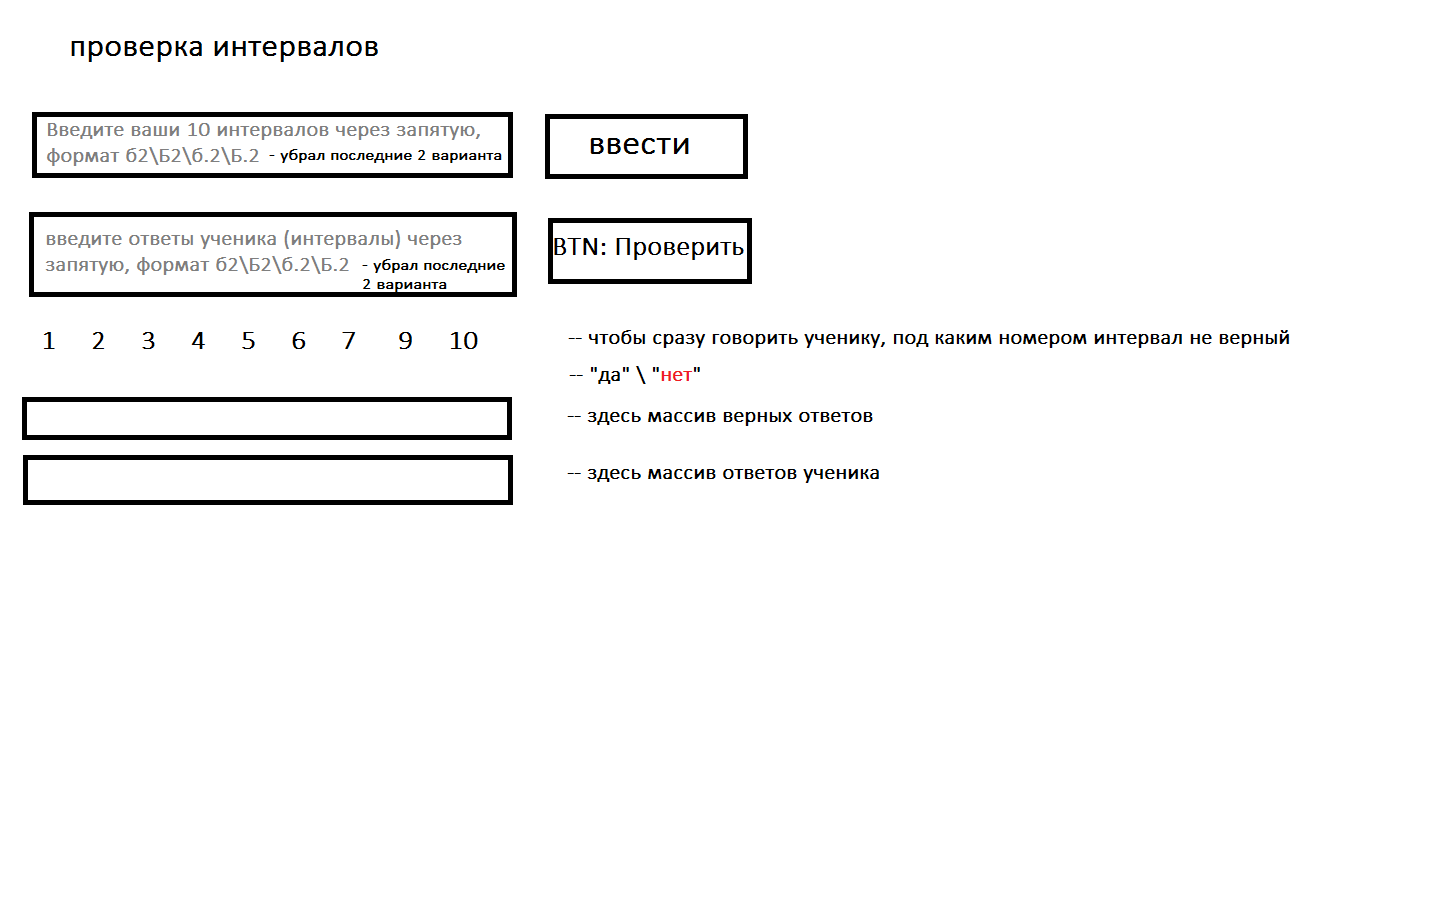 проверка интервалов
Введите ваши 10 интервалов через запятую,
формат б2\Б2\б.2\Б.2 - убрал последние 2 варианта
ввести
введите ответы ученика (интервалы) через
запятую, формат б2\Б2\б.2\Б.2 - убрал последние
2 варианта
BTN: Проверить
1 2 3 4 5 6 7 9 10
-- чтобы сразу говорить ученику, под каким номером интервал не верный
-- "да" \ "нет"
-- здесь массив верных ответов
-- здесь массив ответов ученика